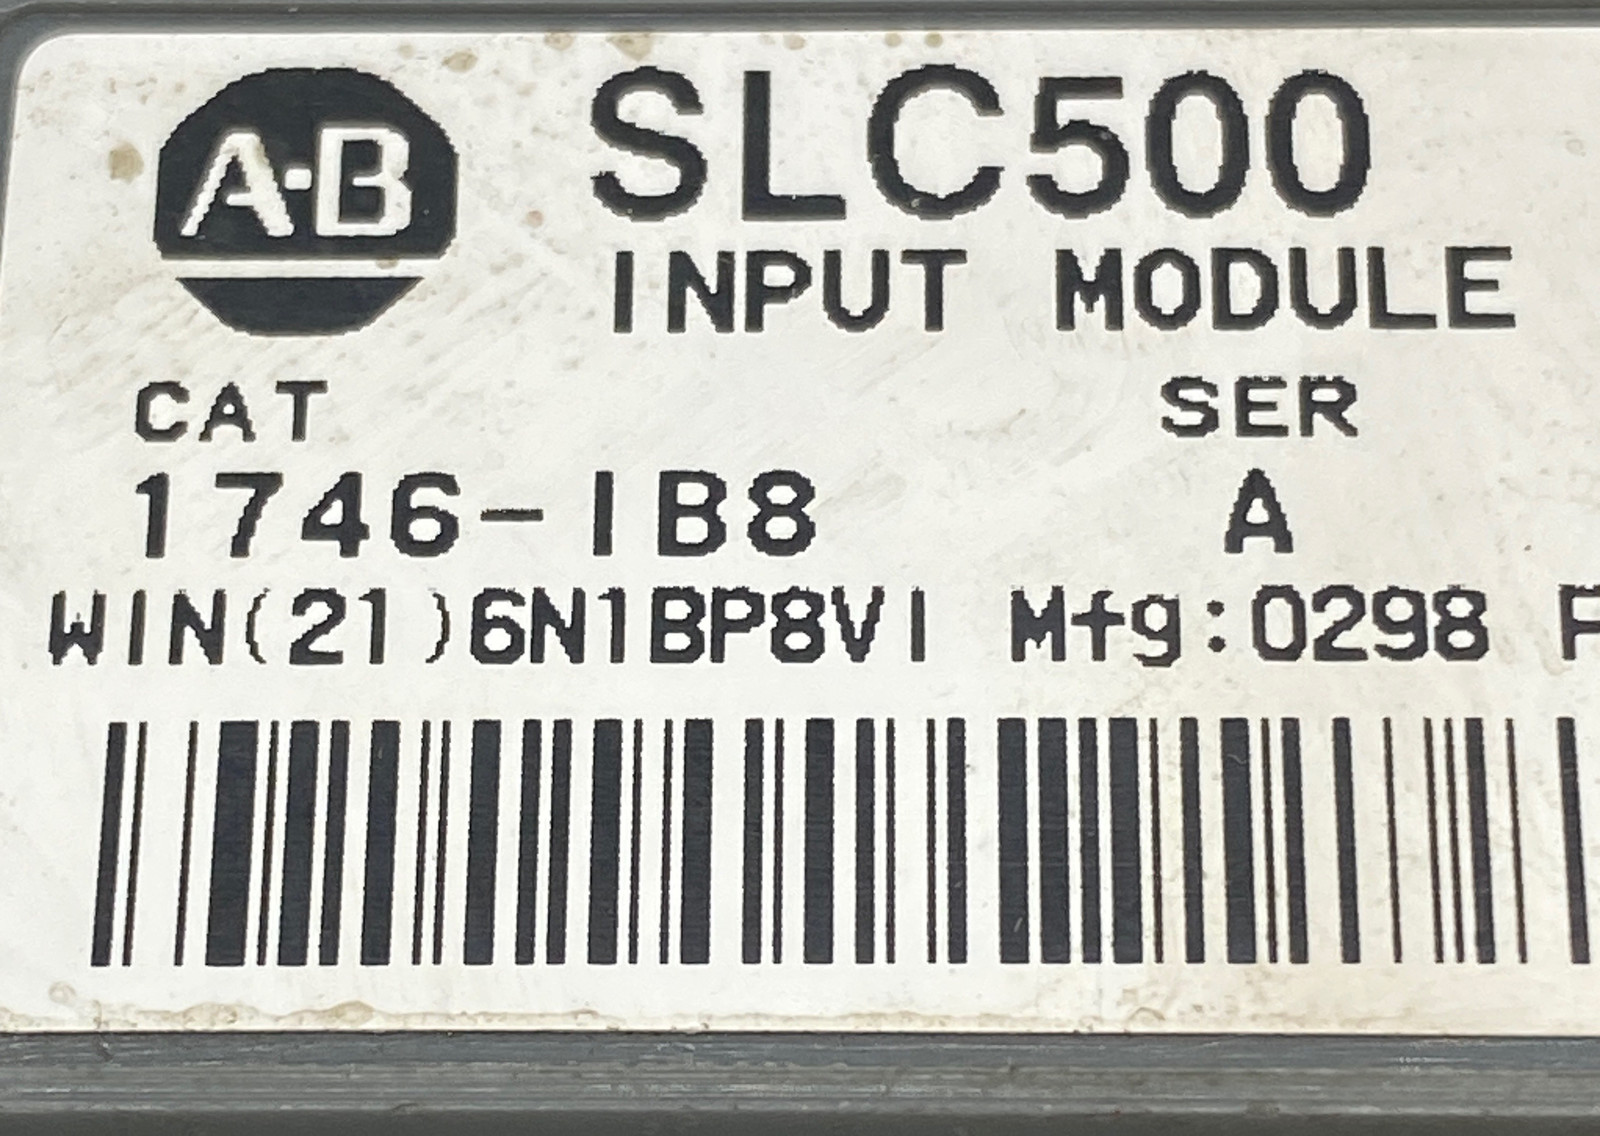 A·B
SLC500
INPUT MODULE
CAT SER
1746-IB8 A
WIN(21)6N1BP8VI Mfg:0298